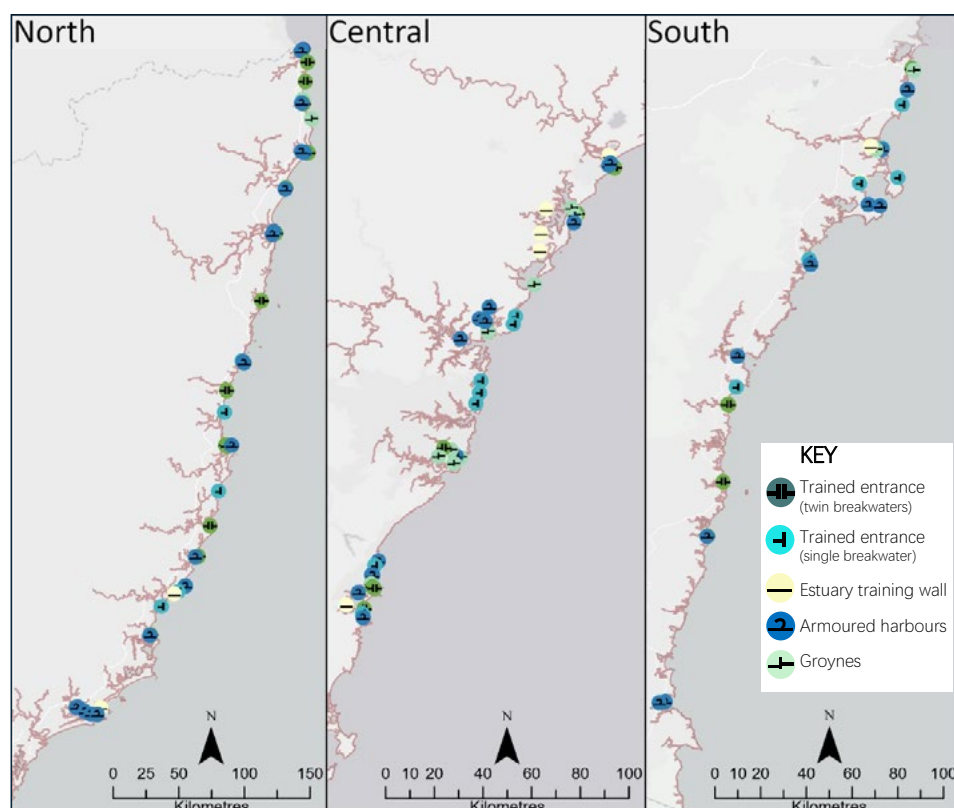 North
Central
South
KEY
Trained entrance
(twin breakwaters)
Trained entrance
(single breakwater)
Estuary training wall
Armoured harbours
Groynes
N
N
N
0 25 50 100 150
Kilometres
0 20 40 60 80 100
Kilometres
0 10 20 40 60 80
Kilometres